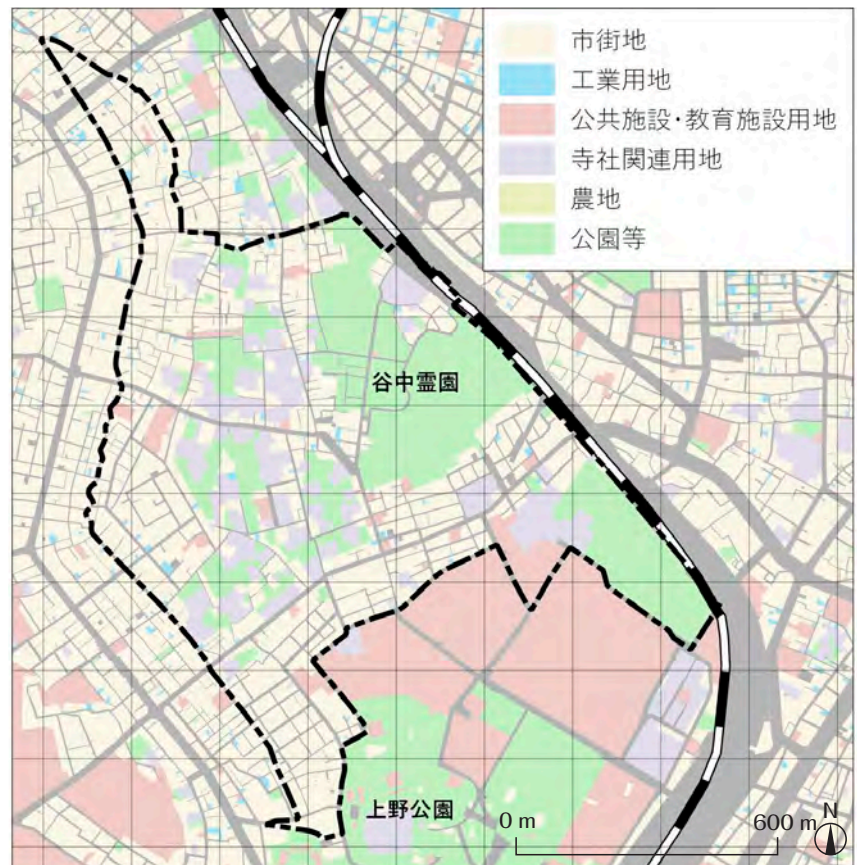 市街地
工業用地
公共施設・教育施設用地
寺社関連用地
農地
公園等
谷中霊園
上野公園
0 m
600 m
N